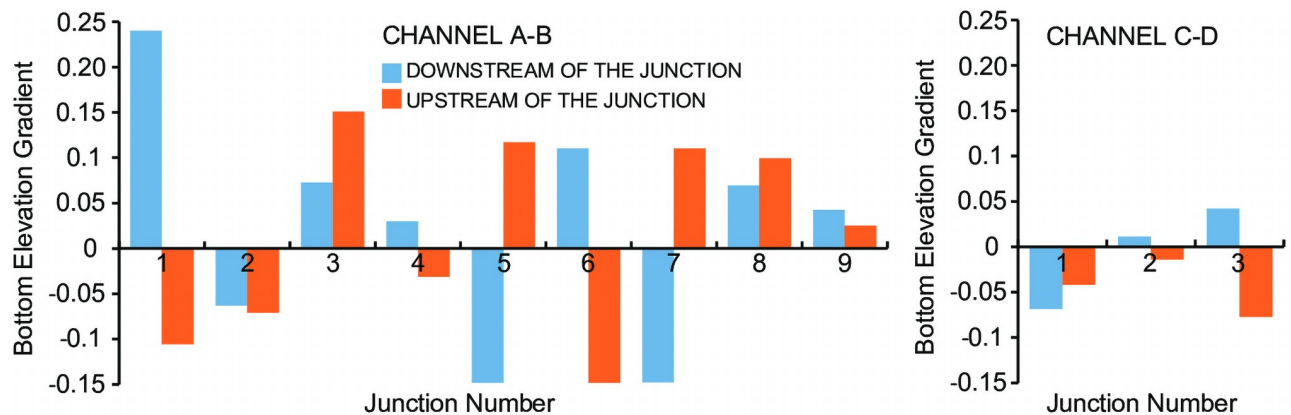 CHANNEL A-B
DOWNSTREAM OF THE JUNCTION
UPSTREAM OF THE JUNCTION
Bottom Elevation Gradient
0.25
0.20
0.15
0.1
0.05
0
-0.05
-0.1
-0.15
1 2 3 4 5 6 7 8 9
Junction Number
CHANNEL C-D
Bottom Elevation Gradient
0.25
0.20
0.15
0.1
0.05
0
-0.05
-0.1
-0.15
1 2 3
Junction Number